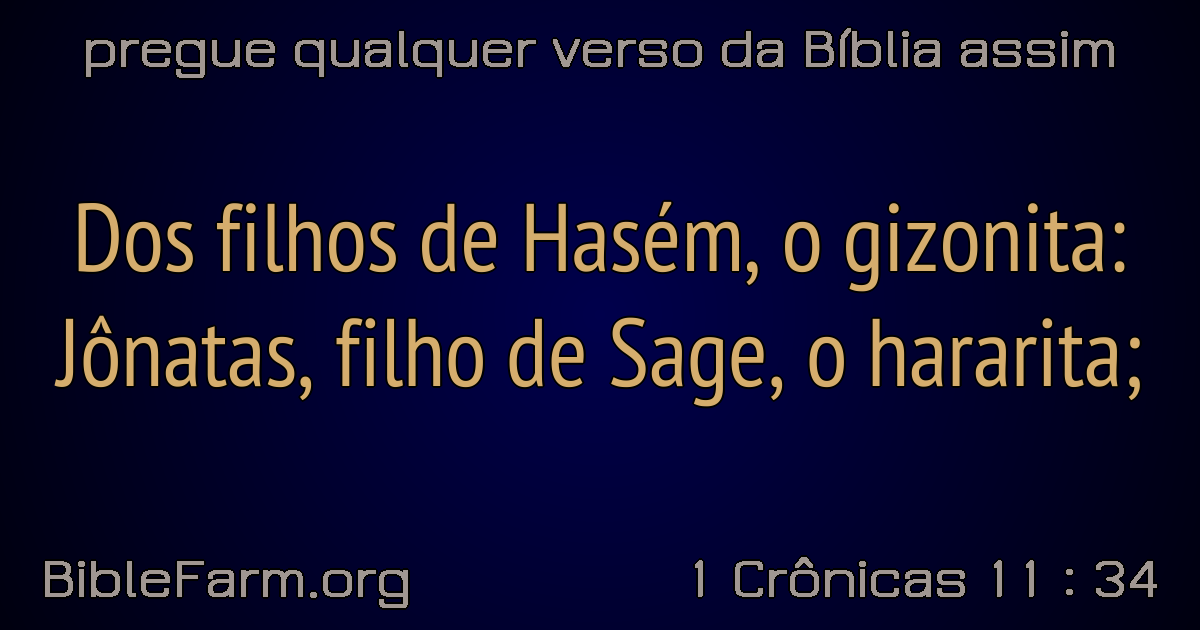 pregue qualquer verso da Bíblia assim
Dos filhos de Hasém, o gizonita:
Jônatas, filho de Sage, o hararita;
BibleFarm.org
1 Crônicas 11 : 34